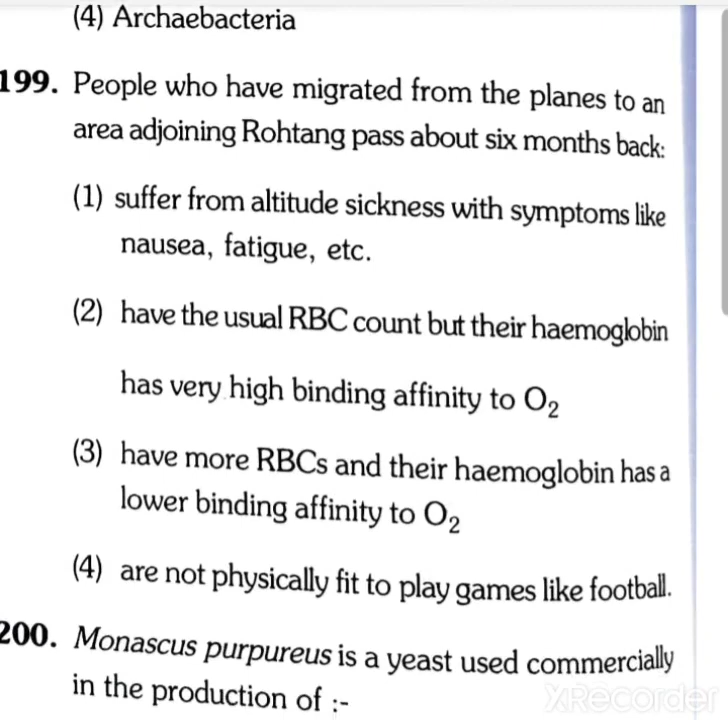 (4) Archaebacteria
199. People who have migrated from the planes to an
area adjoining Rohtang pass about six months back:
(1) suffer from altitude sickness with symptoms like
nausea, fatigue, etc.
(2) have the usual RBC count but their haemoglobin
has very high binding affinity to O₂
(3) have more RBCs and their haemoglobin has a
lower binding affinity to O₂
(4) are not physically fit to play games like football.
200. Monascus purpureus is a yeast used commercially
in the production of :-
XRecorder